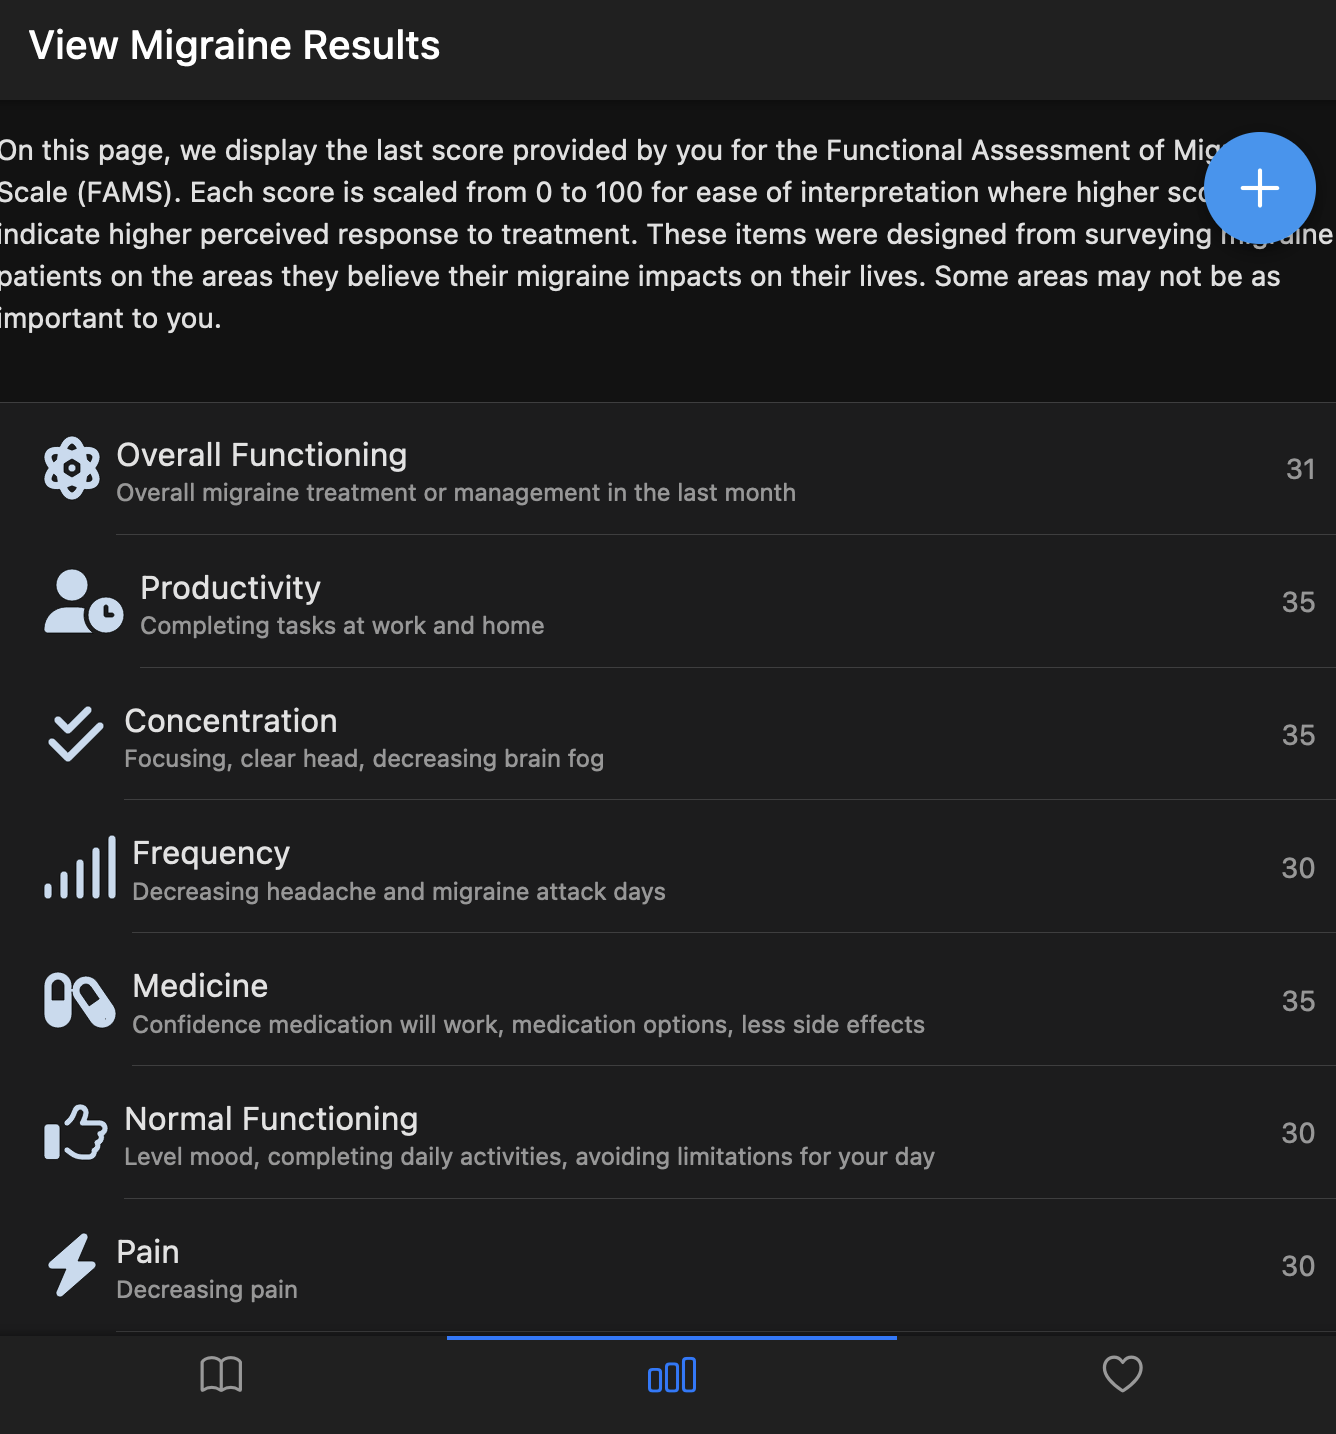 View Migraine Results
On this page, we display the last score provided by you for the Functional Assessment of
Scale (FAMS). Each score is scaled from 0 to 100 for ease of interpretation where higher
indicate higher perceived response to treatment. These items were designed from surveying migraine
patients on the areas they believe their migraine impacts on their lives. Some areas may not be as
important to you.
Overall Functioning
31
Overall migraine treatment or management in the last month
Productivity
35
Completing tasks at work and home
Concentration
35
Focusing, clear head, decreasing brain fog
Frequency
30
Decreasing headache and migraine attack days
Medicine
35
Confidence medication will work, medication options, less side effects
Normal Functioning
30
Level mood, completing daily activities, avoiding limitations for your day
Pain
30
Decreasing pain